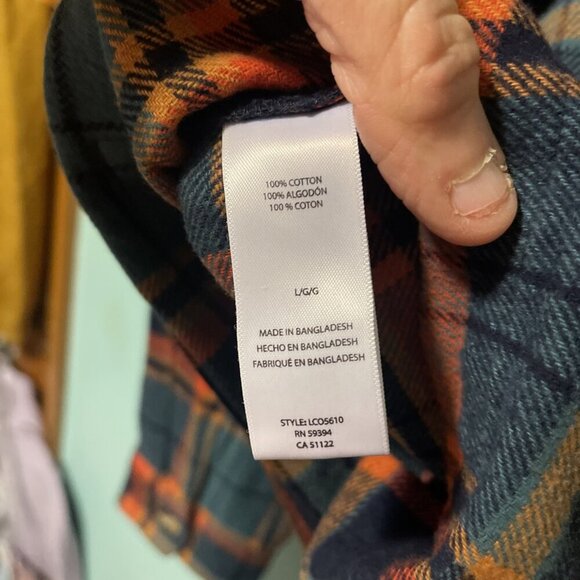 100% COTTON
100% ALGODÓN
100 % COTON
L/G/G
MADE IN BANGLADESH
HECHO EN BANGLADESH
FABRIQUÉ EN BANGLADESH
STYLE: LCO5610
RN 59394
CA 51122